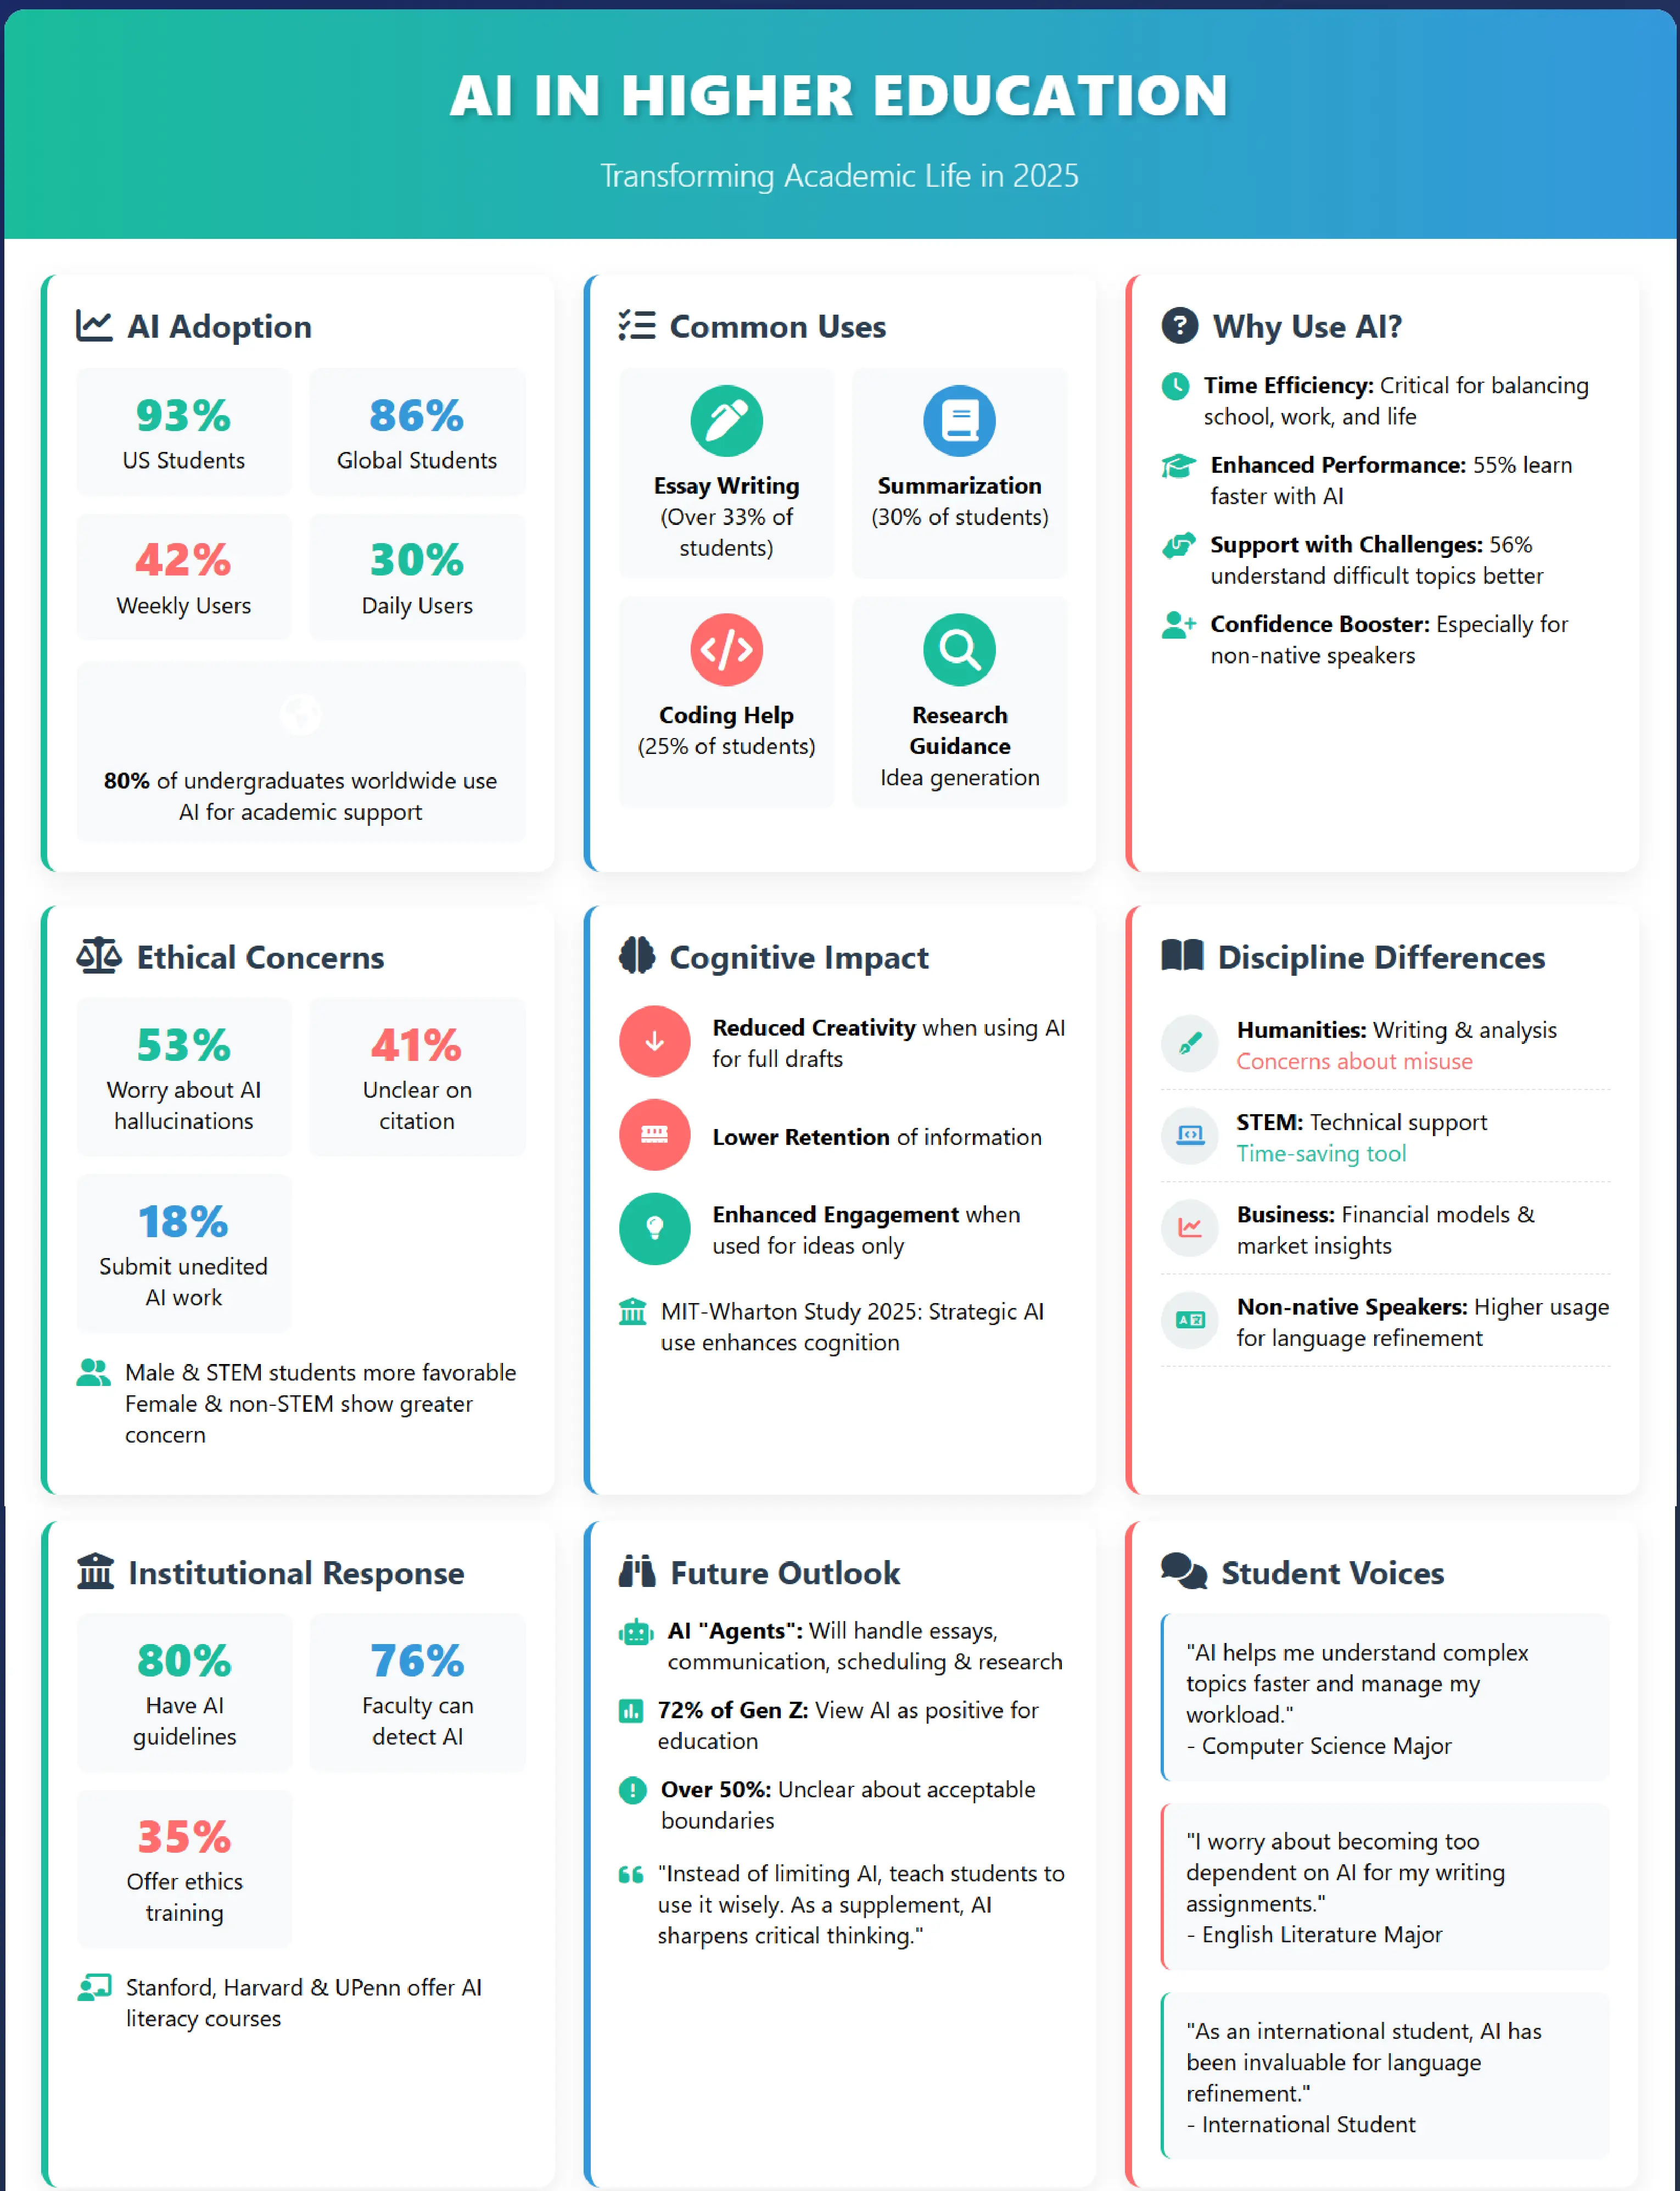 AI IN HIGHER EDUCATION
Transforming Academic Life in 2025
AI Adoption
93%
US Students
86%
Global Students
42%
Weekly Users
30%
Daily Users
80% of undergraduates worldwide use
AI for academic support
Common Uses
Essay Writing
(Over 33% of
students)
Summarization
(30% of students)
Coding Help
(25% of students)
Research
Guidance
Idea generation
Why Use AI?
Time Efficiency: Critical for balancing
school, work, and life
Enhanced Performance: 55% learn
faster with AI
Support with Challenges: 56%
understand difficult topics better
Confidence Booster: Especially for
non-native speakers
Ethical Concerns
53%
Worry about AI
hallucinations
41%
Unclear on
citation
18%
Submit unedited
AI work
Male & STEM students more favorable
Female & non-STEM show greater
concern
Cognitive Impact
Reduced Creativity when using AI
for full drafts
Lower Retention of information
Enhanced Engagement when
used for ideas only
MIT-Wharton Study 2025: Strategic AI
use enhances cognition
Discipline Differences
Humanities: Writing & analysis
Concerns about misuse
STEM: Technical support
Time-saving tool
Business: Financial models &
market insights
Non-native Speakers: Higher usage
for language refinement
Institutional Response
80%
Have AI
guidelines
76%
Faculty can
detect AI
35%
Offer ethics
training
Stanford, Harvard & UPenn offer AI
literacy courses
Future Outlook
AI "Agents": Will handle essays,
communication, scheduling & research
72% of Gen Z: View AI as positive for
education
Over 50%: Unclear about acceptable
boundaries
"Instead of limiting AI, teach students to
use it wisely. As a supplement, AI
sharpens critical thinking."
Student Voices
"AI helps me understand complex
topics faster and manage my
workload."
- Computer Science Major
"I worry about becoming too
dependent on AI for my writing
assignments."
- English Literature Major
"As an international student, AI has
been invaluable for language
refinement."
- International Student